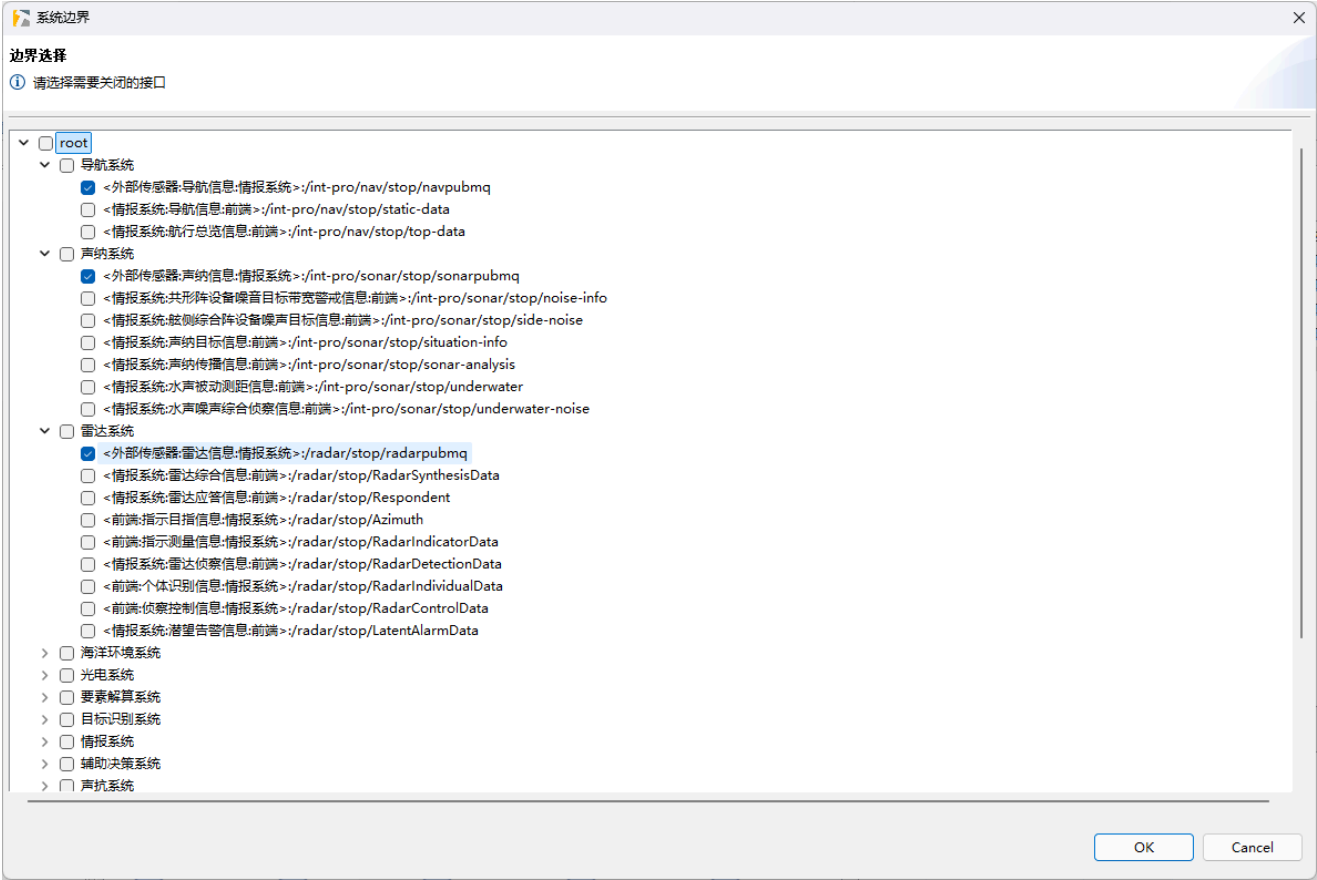 系统边界
边界选择
请选择需要关闭的接口
root
导航系统
<外部传感器:导航信息:情报系统>:/int-pro/nav/stop/navpubmq
<情报系统:导航信息:前端>:/int-pro/nav/stop/static-data
<情报系统:航行总览信息:前端>:/int-pro/nav/stop/top-data
声纳系统
<外部传感器:声纳信息:情报系统>:/int-pro/sonar/stop/sonarpubmq
<情报系统:共形阵设备噪音目标带宽警戒信息:前端>:/int-pro/sonar/stop/noise-info
<情报系统:舷侧综合阵设备噪声目标信息:前端>:/int-pro/sonar/stop/side-noise
<情报系统:声纳目标信息:前端>:/int-pro/sonar/stop/situation-info
<情报系统:声纳传播信息:前端>:/int-pro/sonar/stop/sonar-analysis
<情报系统:水声被动测距信息:前端>:/int-pro/sonar/stop/underwater
<情报系统:水声噪声综合侦察信息:前端>:/int-pro/sonar/stop/underwater-noise
雷达系统
<外部传感器:雷达信息:情报系统>:/radar/stop/radarpubmq
<情报系统:雷达综合信息:前端>:/radar/stop/RadarSynthesisData
<情报系统:雷达应答信息:前端>:/radar/stop/Respondent
<前端:指示目指信息:情报系统>:/radar/stop/Azimuth
<前端:指示测量信息:情报系统>:/radar/stop/RadarIndicatorData
<情报系统:雷达侦察信息:前端>:/radar/stop/RadarDetectionData
<前端:个体识别信息:情报系统>:/radar/stop/RadarIndividualData
<前端:侦察控制信息:情报系统>:/radar/stop/RadarControlData
<情报系统:潜望告警信息:前端>:/radar/stop/LatentAlarmData
海洋环境系统
光电系统
要素解算系统
目标识别系统
情报系统
辅助决策系统
声抗系统
OK
Cancel